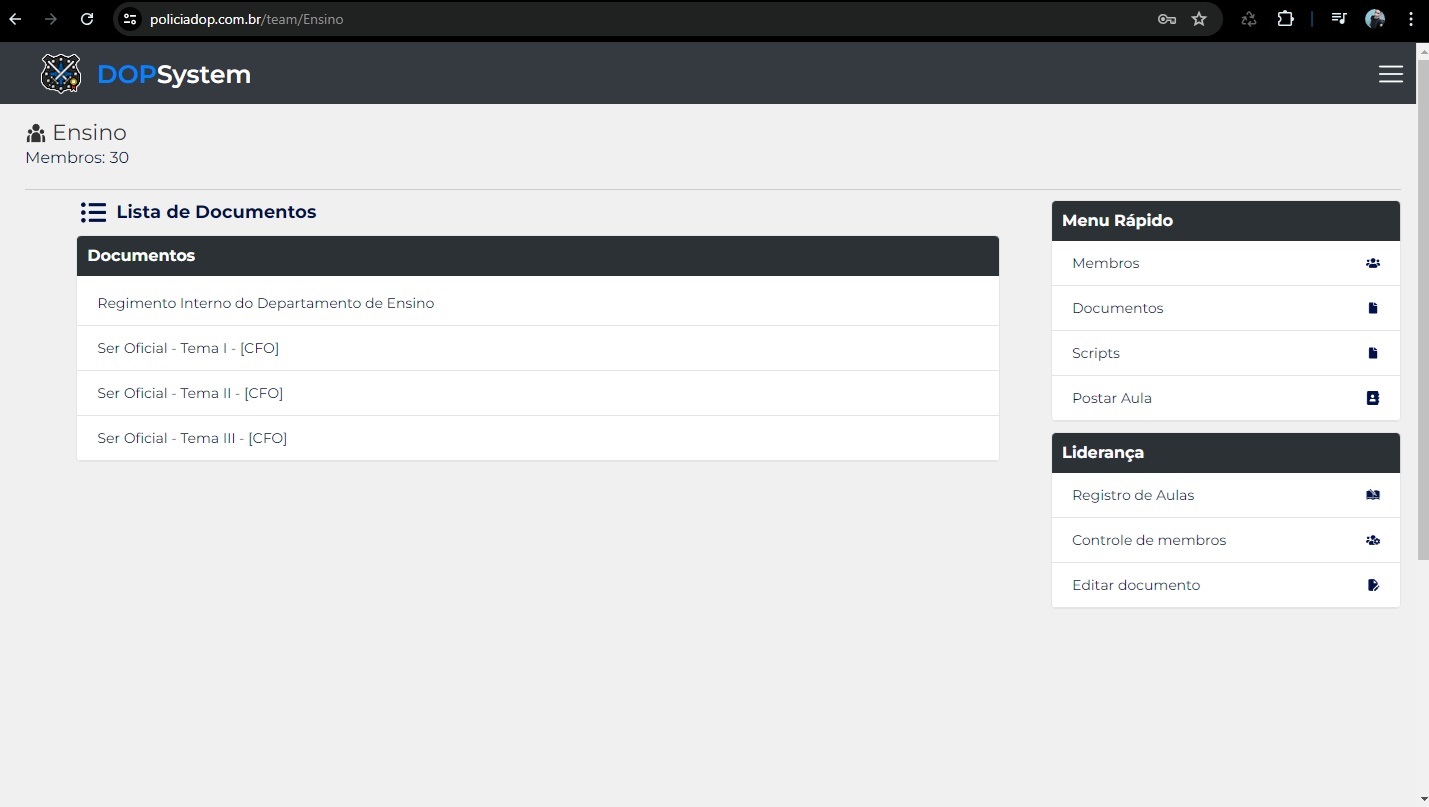 policiadop.com.br/team/Ensino
DOPSystem
Ensino
Membros: 30
Lista de Documentos
Documentos
Regimento Interno do Departamento de Ensino
Ser Oficial - Tema I - [CFO]
Ser Oficial - Tema II - [CFO]
Ser Oficial - Tema III - [CFO]
Menu Rápido
Membros
Documentos
Scripts
Postar Aula
Liderança
Registro de Aulas
Controle de membros
Editar documento